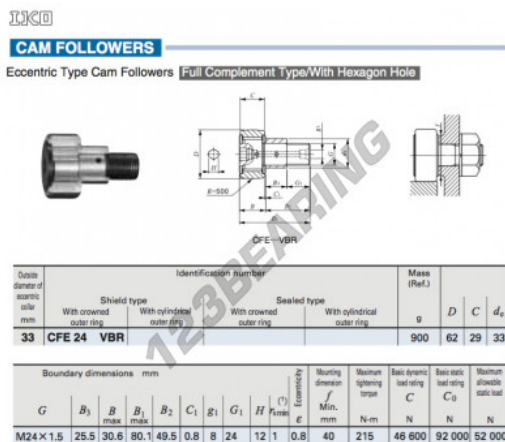 IKO
CAM FOLLOWERS
Eccentric Type Cam Followers Full Complement Type/With Hexagon Hole
R=500
CFE—VBR
123BEARING
Outside diameter of eccentric collar mm
Identification number
Mass (Ref.) g
Shield type
Sealed type
With crowned outer ring
With cylindrical outer ring
With crowned outer ring
With cylindrical outer ring
D C de
33 CFE 24 VBR 900 62 29 33
Boundary dimensions mm
Eccentricity ε
Mounting dimension f Min. mm
Maximum tightening torque N-m
Basic dynamic load rating C N
Basic static load rating C0 N
Maximum allowable static load N
G B3 B max B1 max B2 C1 g1 G1 H rsmin(1)
M24×1.5 25.5 30.6 80.1 49.5 0.8 8 24 12 1 0.8 40 215 46 600 92 000 52 000